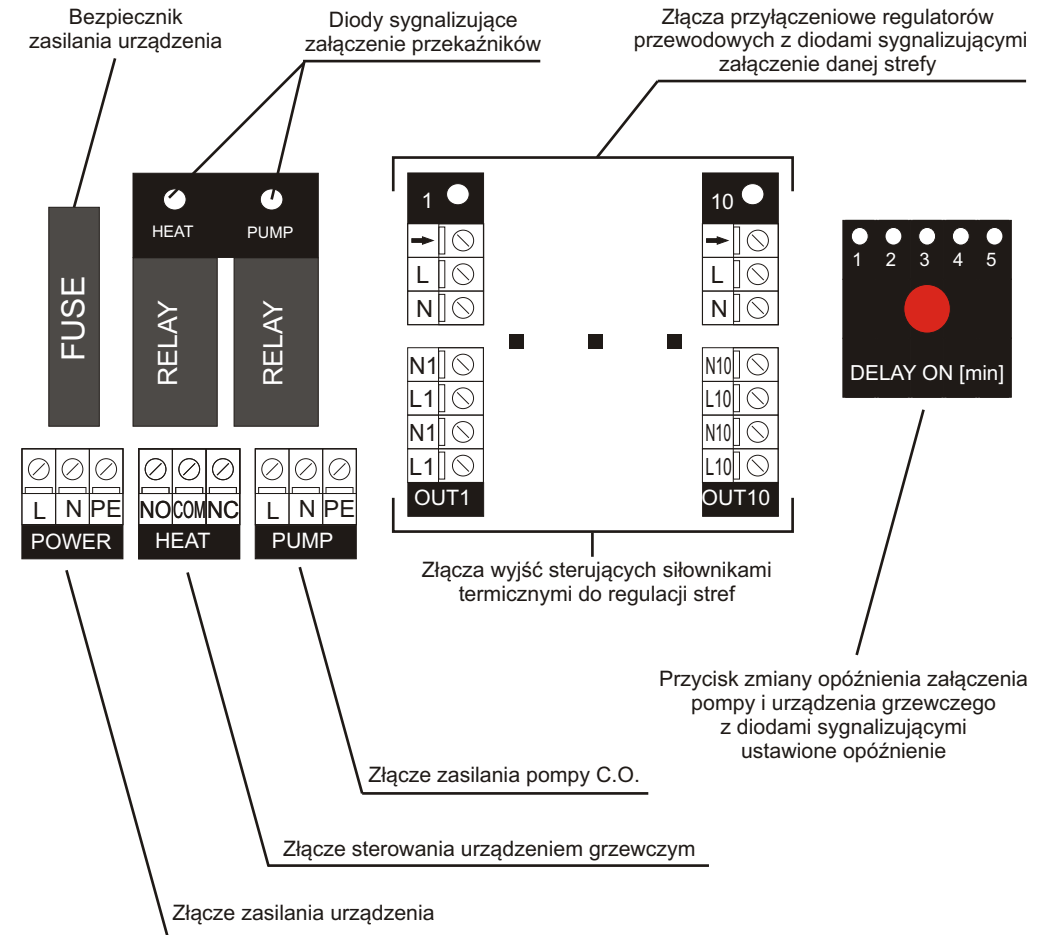 Bezpiecznik
zasilania urządzenia
Diody sygnalizujące
załączenie przekaźników
Złącza przyłączeniowe regulatorów
przewodowych z diodami sygnalizującymi
załączenie danej strefy
FUSE
HEAT
PUMP
RELAY
RELAY
1
L
N
N1
L1
N1
L1
OUT1
10
L
N
N10
L10
N10
L10
OUT10
1 2 3 4 5
DELAY ON [min]
L N PE
POWER
NO COM NC
HEAT
L N PE
PUMP
Złącza wyjść sterujących siłownikami
termicznymi do regulacji stref
Przycisk zmiany opóźnienia załączenia
pompy i urządzenia grzewczego
z diodami sygnalizującymi
ustawione opóźnienie
Złącze zasilania pompy C.O.
Złącze sterowania urządzeniem grzewczym
Złącze zasilania urządzenia